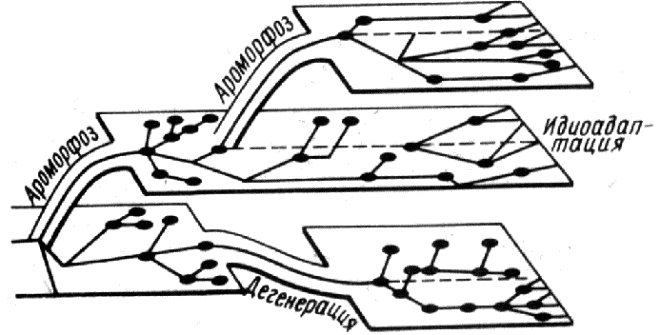 Ароморфоз
Ароморфоз
Идиоадап-
тация
Дегенерация